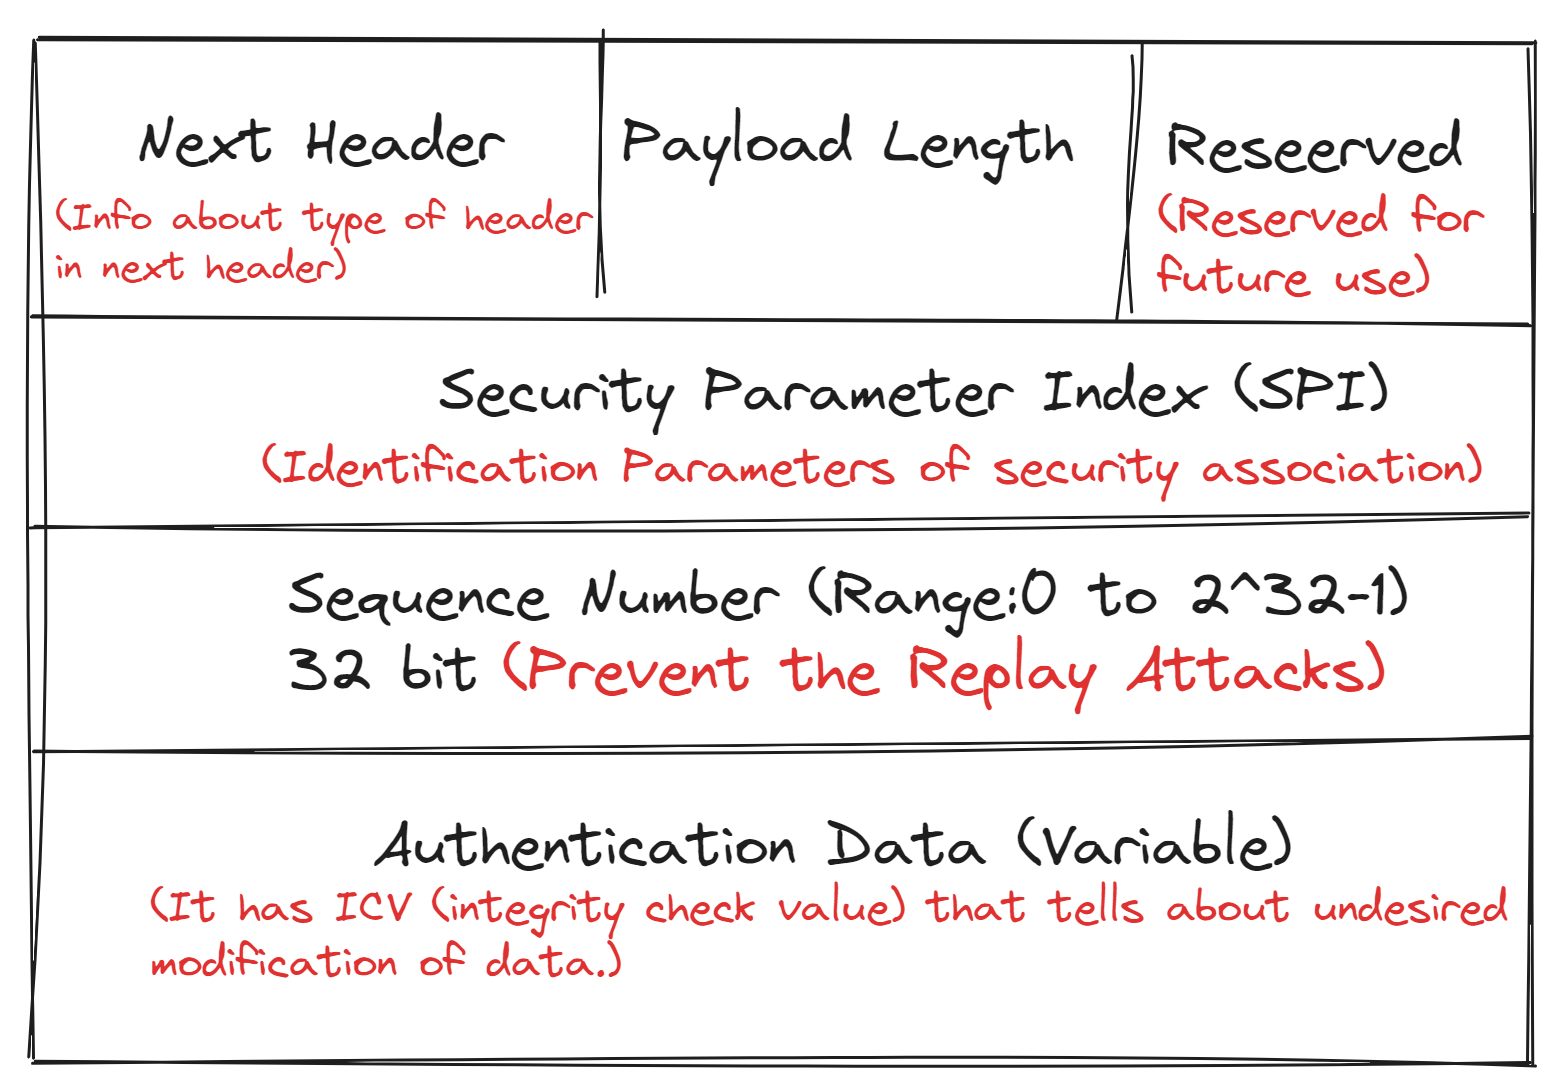 Next Header
(Info about type of header
in next header)
Payload Length
Reseerved
(Reserved for
future use)
Security Parameter Index (SPI)
(Identification Parameters of security association)
Sequence Number (Range:0 to 2^32-1)
32 bit (Prevent the Replay Attacks)
Authentication Data (Variable)
(It has ICV (integrity check value) that tells about undesired
modification of data.)